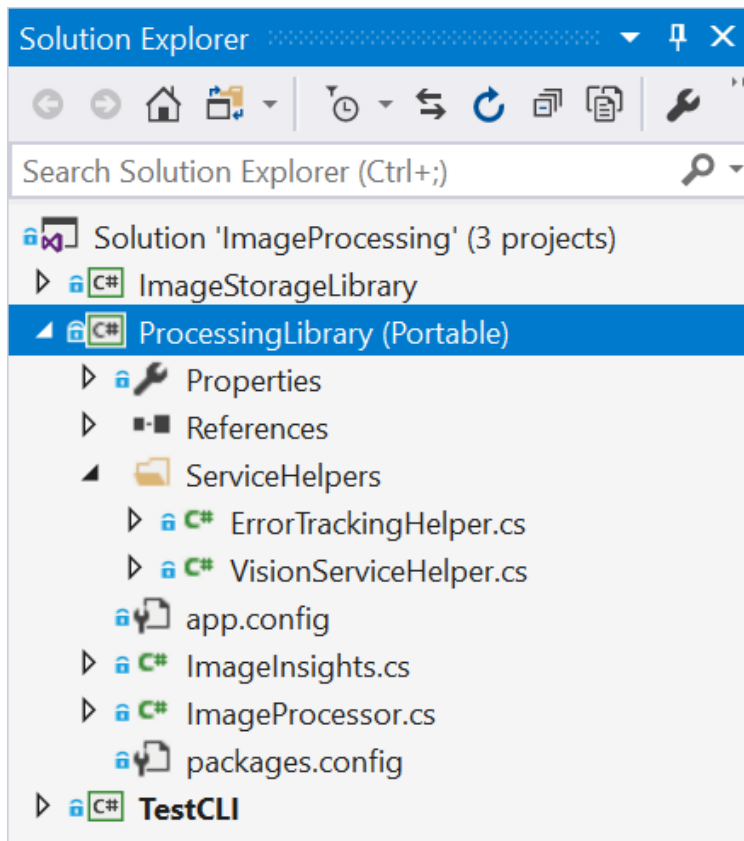 Solution Explorer
Search Solution Explorer (Ctrl+;)
Solution 'ImageProcessing' (3 projects)
C# ImageStorageLibrary
C# ProcessingLibrary (Portable)
Properties
References
ServiceHelpers
C# ErrorTrackingHelper.cs
C# VisionServiceHelper.cs
app.config
C# ImageInsights.cs
C# ImageProcessor.cs
packages.config
C# TestCLI